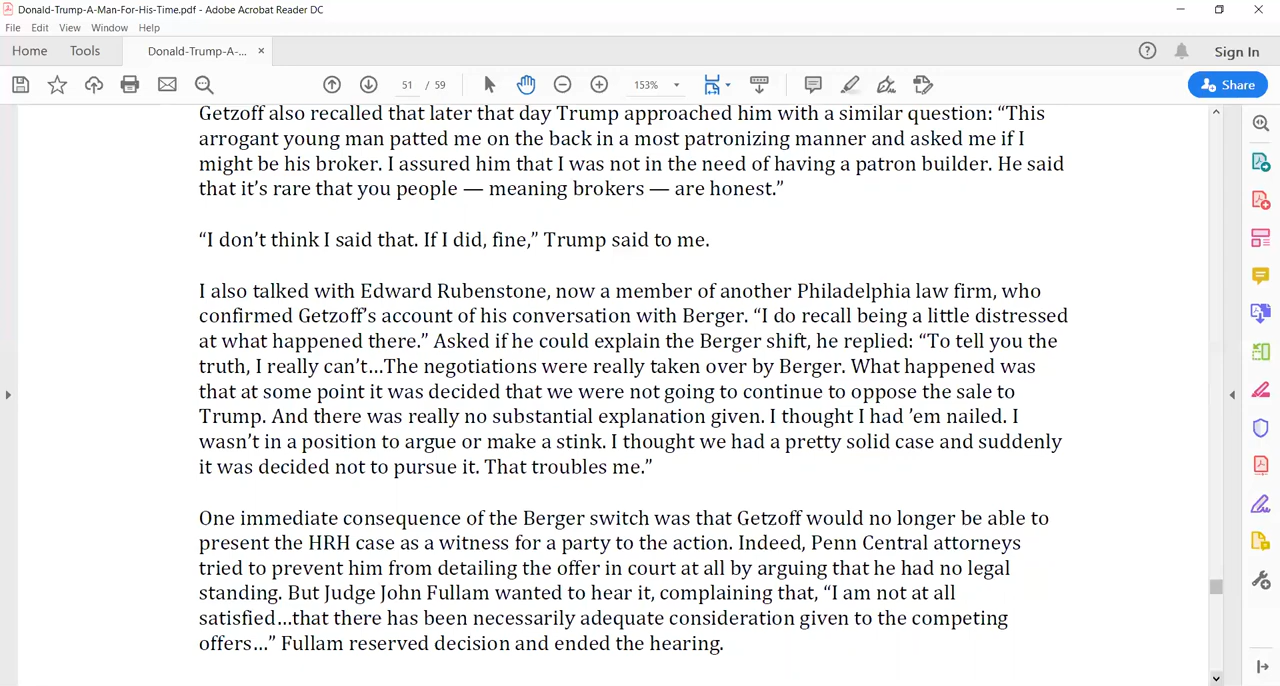 Donald-Trump-A-Man-For-His-Time.pdf - Adobe Acrobat Reader DC
File Edit View Window Help
Home Tools Donald-Trump-A-... × Sign In
51 / 59 153% Share
Getzoff also recalled that later that day Trump approached him with a similar question: “This
arrogant young man patted me on the back in a most patronizing manner and asked me if I
might be his broker. I assured him that I was not in the need of having a patron builder. He said
that it’s rare that you people — meaning brokers — are honest.”
“I don’t think I said that. If I did, fine,” Trump said to me.
I also talked with Edward Rubenstone, now a member of another Philadelphia law firm, who
confirmed Getzoff’s account of his conversation with Berger. “I do recall being a little distressed
at what happened there.” Asked if he could explain the Berger shift, he replied: “To tell you the
truth, I really can’t…The negotiations were really taken over by Berger. What happened was
that at some point it was decided that we were not going to continue to oppose the sale to
Trump. And there was really no substantial explanation given. I thought I had ’em nailed. I
wasn’t in a position to argue or make a stink. I thought we had a pretty solid case and suddenly
it was decided not to pursue it. That troubles me.”
One immediate consequence of the Berger switch was that Getzoff would no longer be able to
present the HRH case as a witness for a party to the action. Indeed, Penn Central attorneys
tried to prevent him from detailing the offer in court at all by arguing that he had no legal
standing. But Judge John Fullam wanted to hear it, complaining that, “I am not at all
satisfied…that there has been necessarily adequate consideration given to the competing
offers…” Fullam reserved decision and ended the hearing.